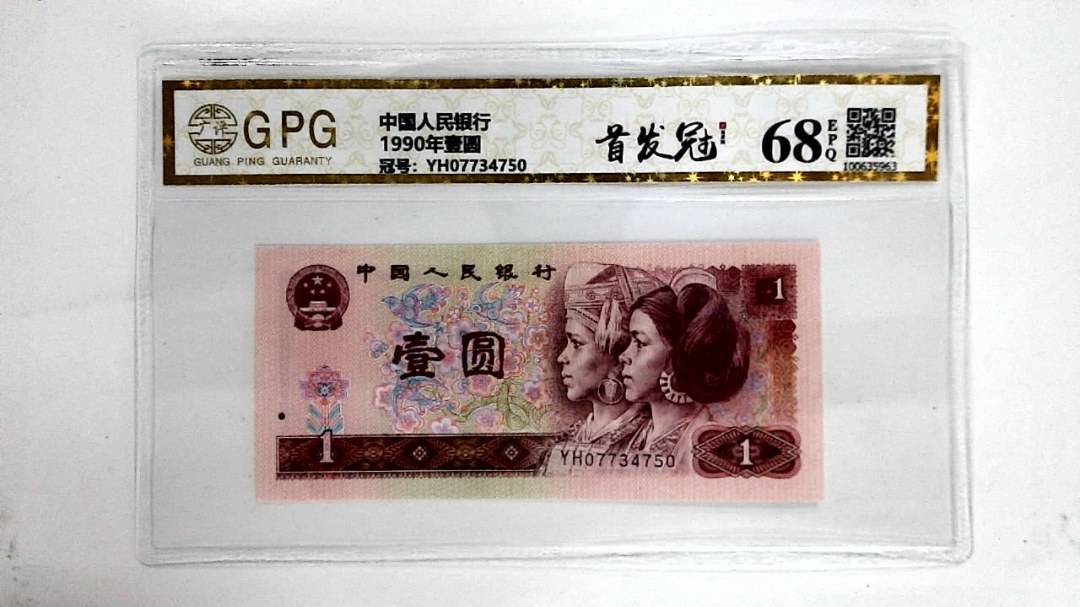 广评
GPG
GUANG PING GUARANTY
中国人民银行
1990年壹圆
冠号：YH07734750
首发冠
68
EPQ
100635963
中国人民银行
1
壹圆
1
YH07734750
1